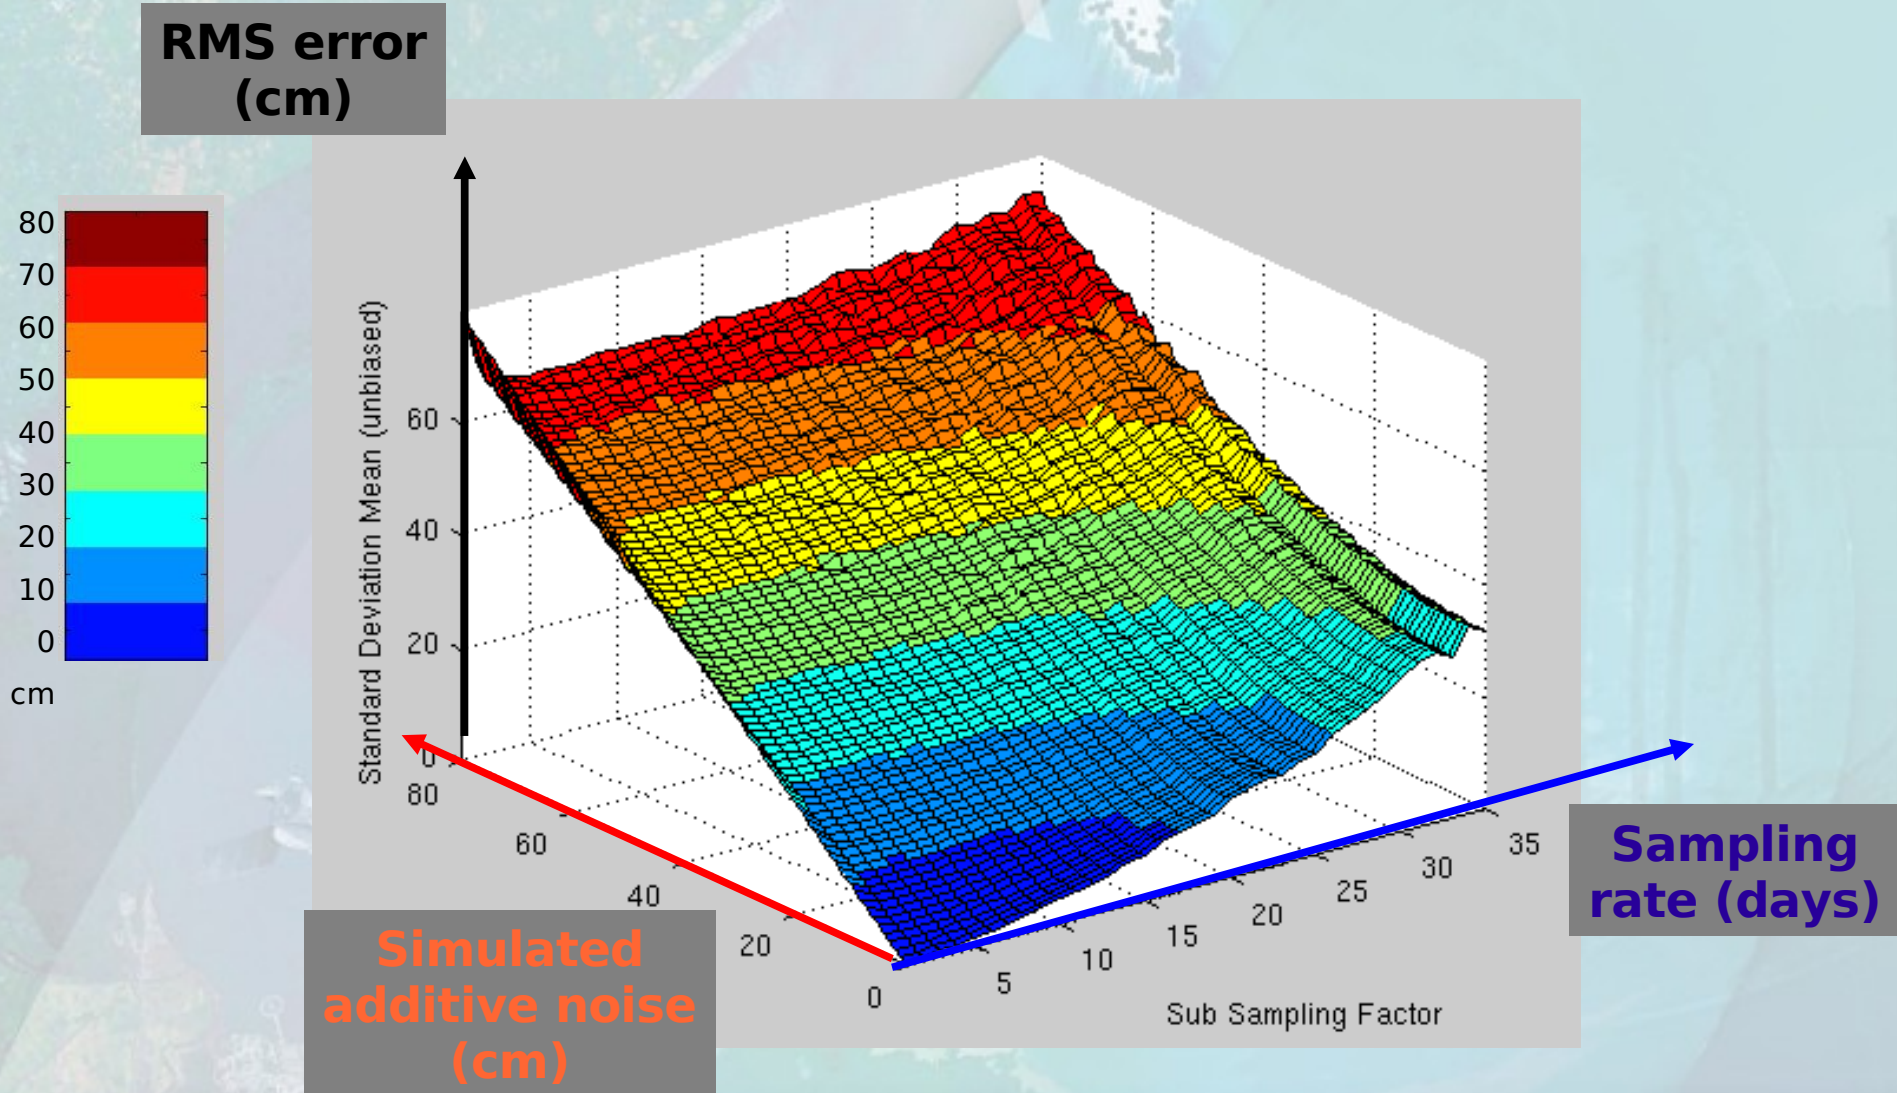 RMS error
(cm)
80
70
60
50
40
30
20
10
0
cm
Standard Deviation Mean (unbiased)
60
40
20
0
80
60
40
20
0
5
10
15
20
25
30
35
Sub Sampling Factor
Sampling
rate (days)
Simulated
additive noise
(cm)